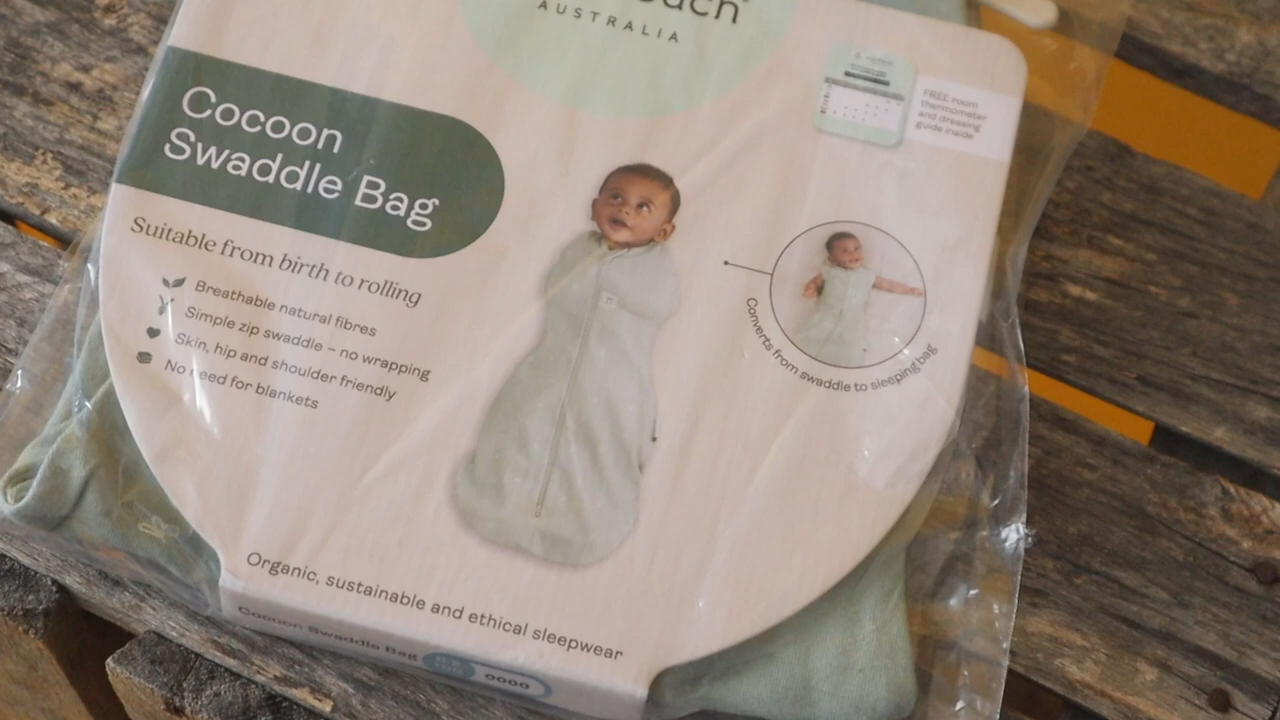 AUSTRALIA
Cocoon
Swaddle Bag
Suitable from birth to rolling
Breathable natural fibres
Simple zip swaddle – no wrapping
Skin, hip and shoulder friendly
No need for blankets
FREE room
thermometer
and dressing
guide inside
Converts from swaddle to sleeping bag
Organic, sustainable and ethical sleepwear
Cocoon Swaddle Bag
0000